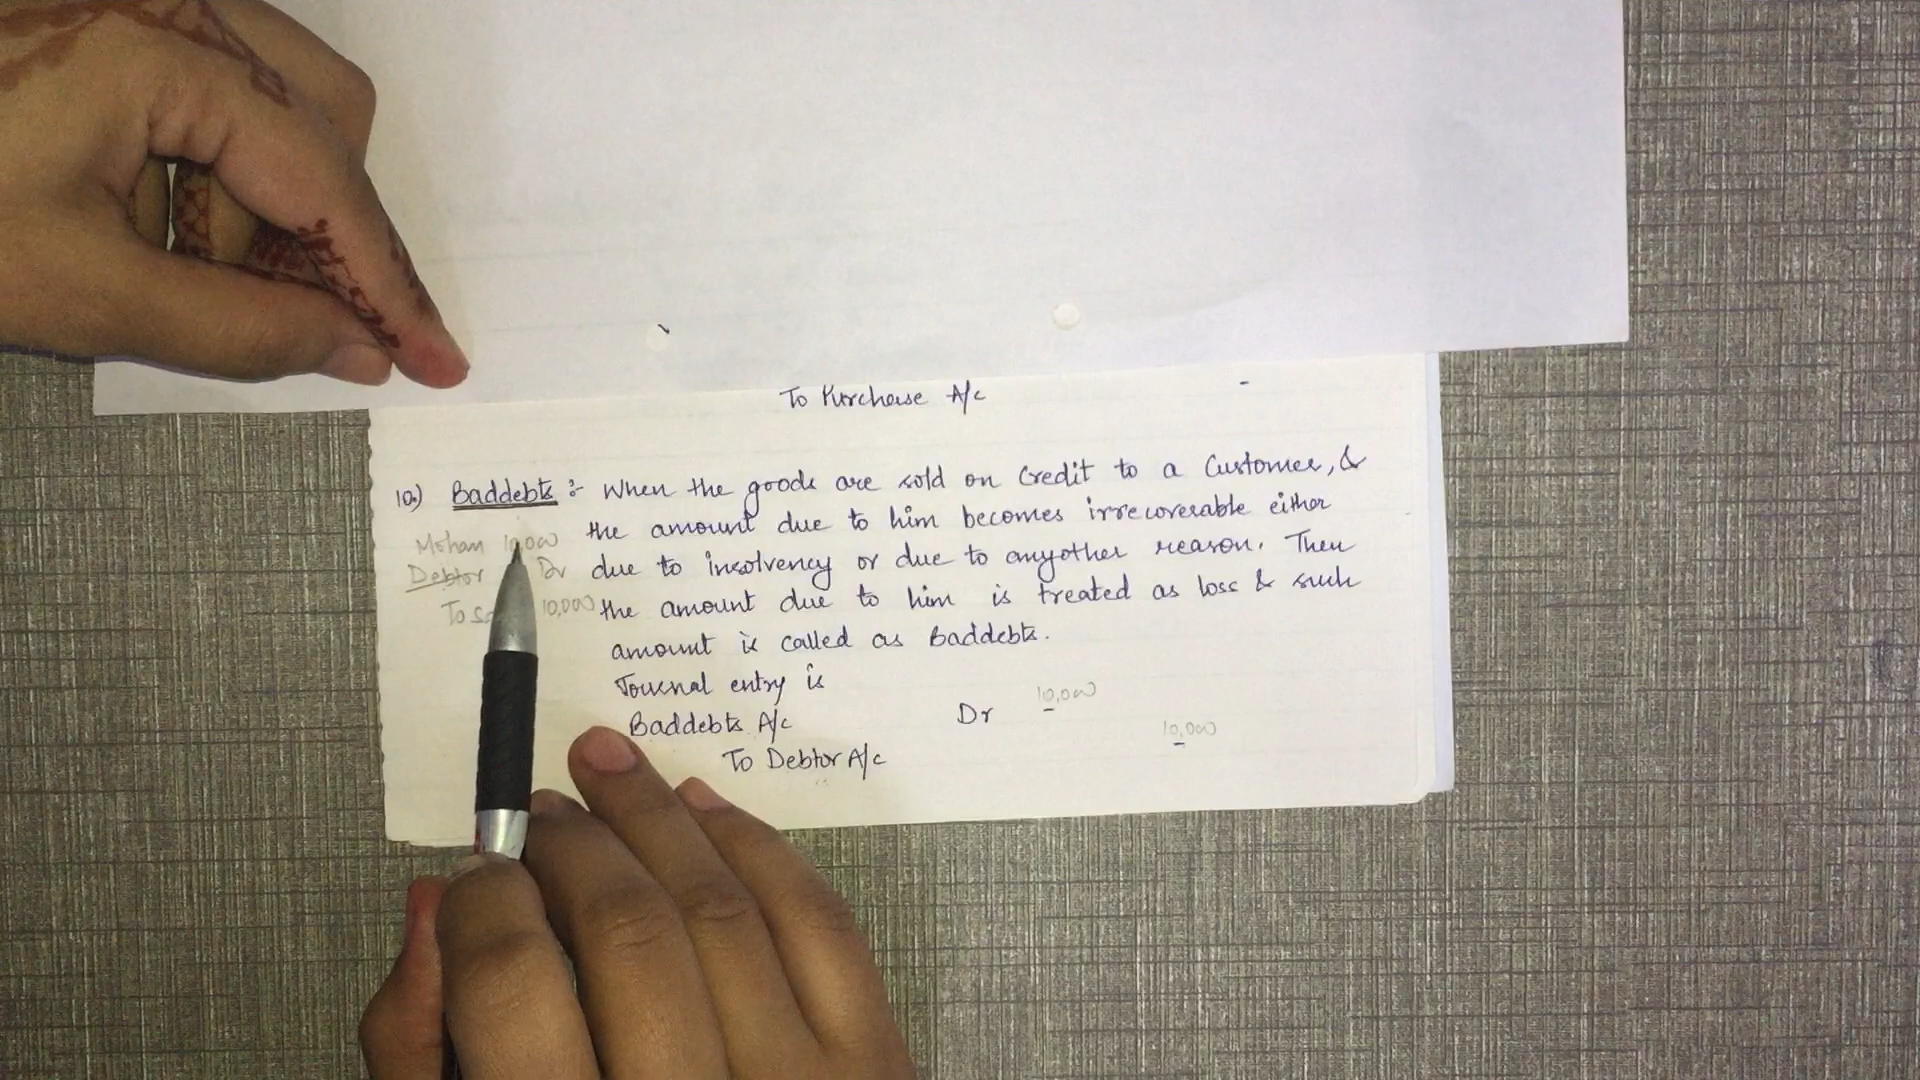 To Purchase A/c -
10.) Baddebts :- When the goods are sold on Credit to a Customer, &
the amount due to him becomes irrecoverable either
due to insolvency or due to anyother reason. Then
the amount due to him is treated as loss & such
amount is called as Baddebts.
Journal entry is
Baddebts A/c Dr 10,000
To Debtor A/c 10,000
Mohan 10,000
Debtor Dr
To 10,000